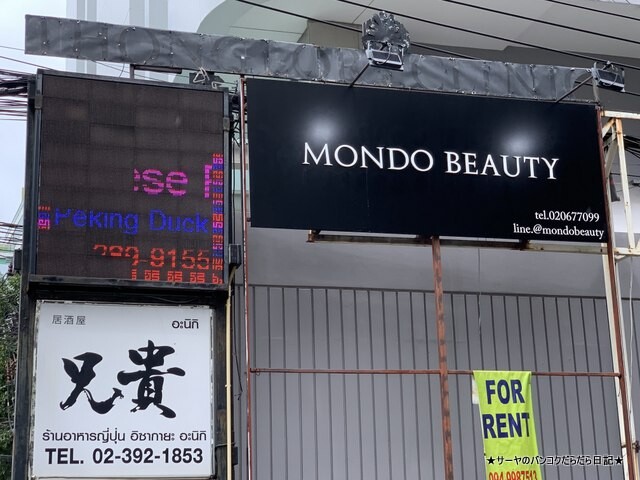 :se
Peking Duck
289-9155
MONDO BEAUTY
tel.020677099
line.@mondobeauty
居酒屋 อะนิกิ
兄貴
ร้านอาหารญี่ปุ่น อิซากายะ อะนิกิ
TEL. 02-392-1853
FOR
RENT
★サーヤのバンコクだらだら日記★